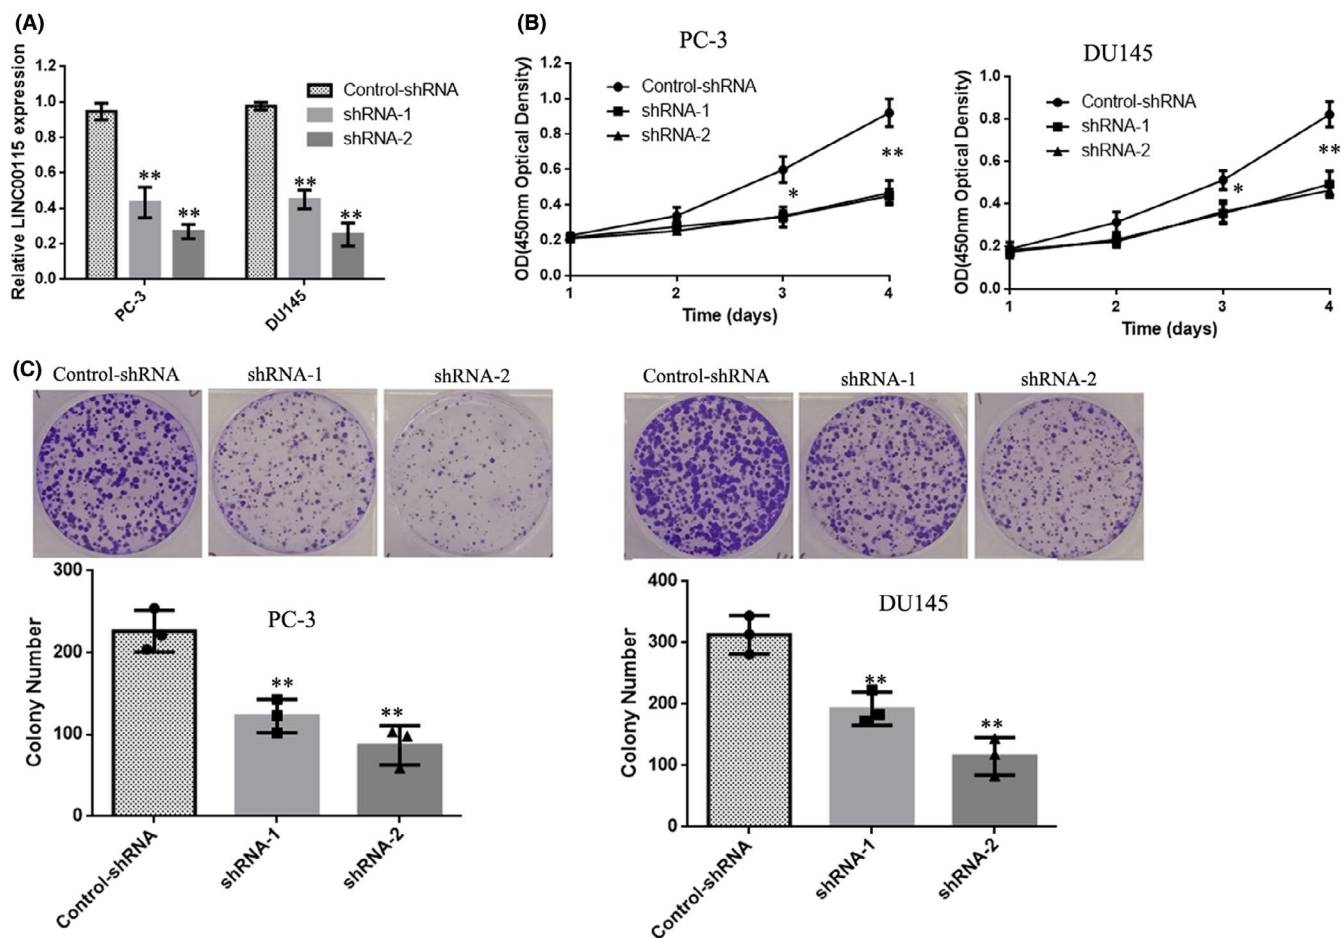 (A)
Relative LINC00115 expression
1.2
1.0
0.8
0.6
0.4
0.2
0.0
Control-shRNA
shRNA-1
shRNA-2
**
**
**
**
PC-3
DU145
(B)
PC-3
OD(450nm Optical Density)
1.2
1.0
0.8
0.6
0.4
0.2
0.0
Control-shRNA
shRNA-1
shRNA-2
*
**
1 2 3 4
Time (days)
DU145
OD(450nm Optical Density)
1.0
0.8
0.6
0.4
0.2
0.0
Control-shRNA
shRNA-1
shRNA-2
*
**
1 2 3 4
Time (days)
(C)
Control-shRNA shRNA-1 shRNA-2
Control-shRNA shRNA-1 shRNA-2
PC-3
Colony Number
300
200
100
0
**
**
Control-shRNA
shRNA-1
shRNA-2
DU145
Colony Number
400
300
200
100
0
**
**
Control-shRNA
shRNA-1
shRNA-2